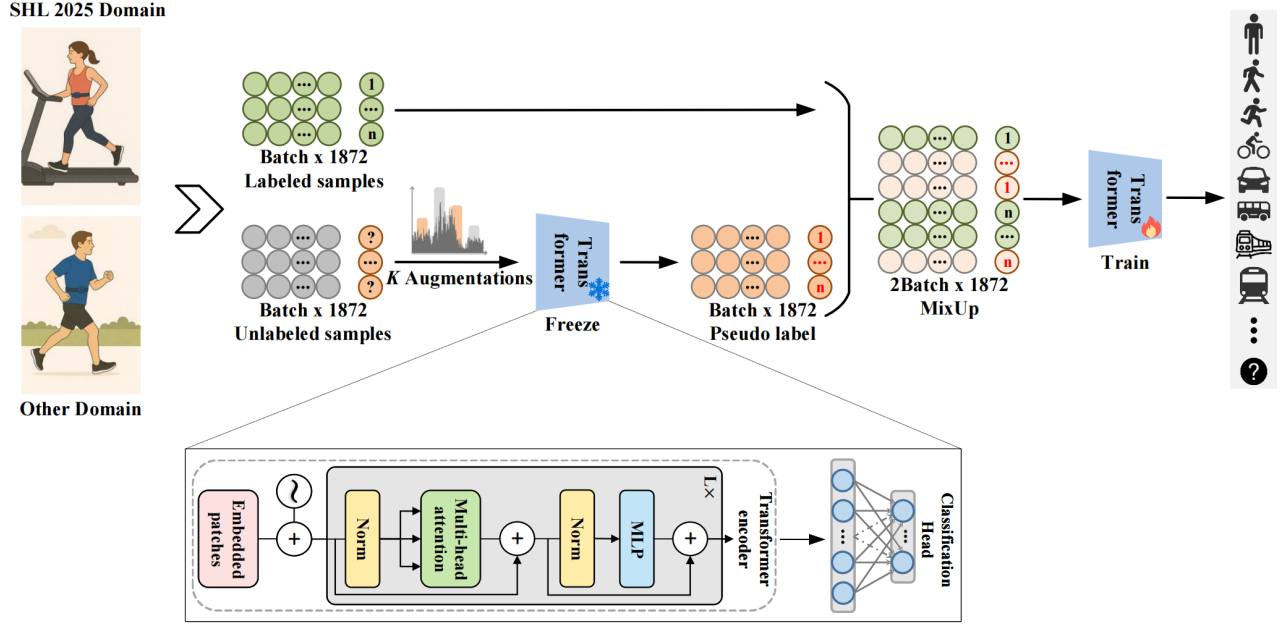 SHL 2025 Domain
Other Domain
1
...
n
Batch x 1872
Labeled samples
?
...
?
Batch x 1872
Unlabeled samples
K Augmentations
Trans
former
Freeze
1
...
n
Batch x 1872
Pseudo label
1
...
1
n
...
n
2Batch x 1872
MixUp
Trans
former
Train
?
Embedded
patches
+
Norm
Multi-head
attention
+
Norm
MLP
+
L×
Transformer
encoder
Classification
Head